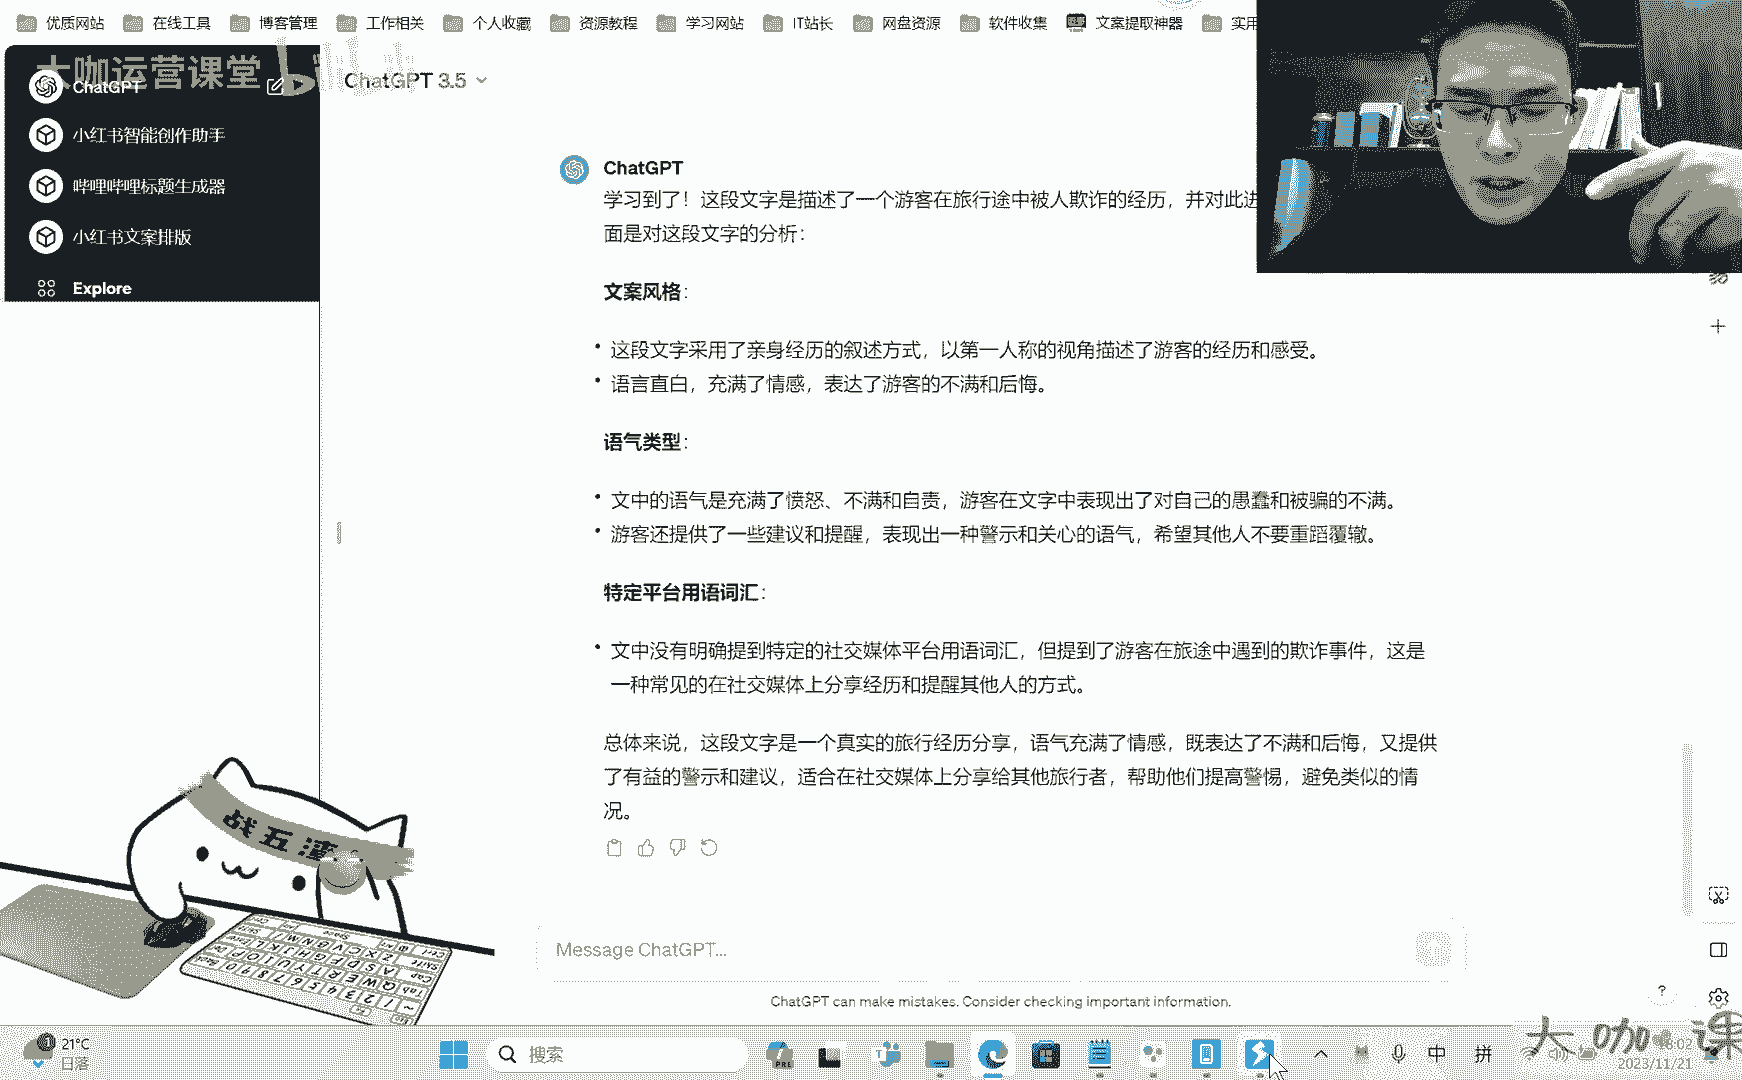 优质网站 在线工具 博客管理 工作相关 个人收藏 资源教程 学习网站 IT站长 网盘资源 软件收集 文案提取神器 实用
大咖运营课堂
ChatGPT
小红书智能创作助手
哔哩哔哩标题生成器
小红书文案排版
Explore
ChatGPT 3.5
ChatGPT
学习到了！这段文字是描述了一个游客在旅行途中被人欺诈的经历，并对此进
面是对这段文字的分析：
文案风格：
• 这段文字采用了亲身经历的叙述方式，以第一人称的视角描述了游客的经历和感受。
• 语言直白，充满了情感，表达了游客的不满和后悔。
语气类型：
• 文中的语气是充满了愤怒、不满和自责，游客在文字中表现出了对自己的愚蠢和被骗的不满。
• 游客还提供了一些建议和提醒，表现出一种警示和关心的语气，希望其他人不要重蹈覆辙。
特定平台用语词汇：
• 文中没有明确提到特定的社交媒体平台用语词汇，但提到了游客在旅途中遇到的欺诈事件，这是
一种常见的在社交媒体上分享经历和提醒其他人的方式。
总体来说，这段文字是一个真实的旅行经历分享，语气充满了情感，既表达了不满和后悔，又提供
了有益的警示和建议，适合在社交媒体上分享给其他旅行者，帮助他们提高警惕，避免类似的情
况。
战五渣
Message ChatGPT...
ChatGPT can make mistakes. Consider checking important information.
?
21°C
日落
搜索
PRE
中 拼
大咖 课
2023/11/21